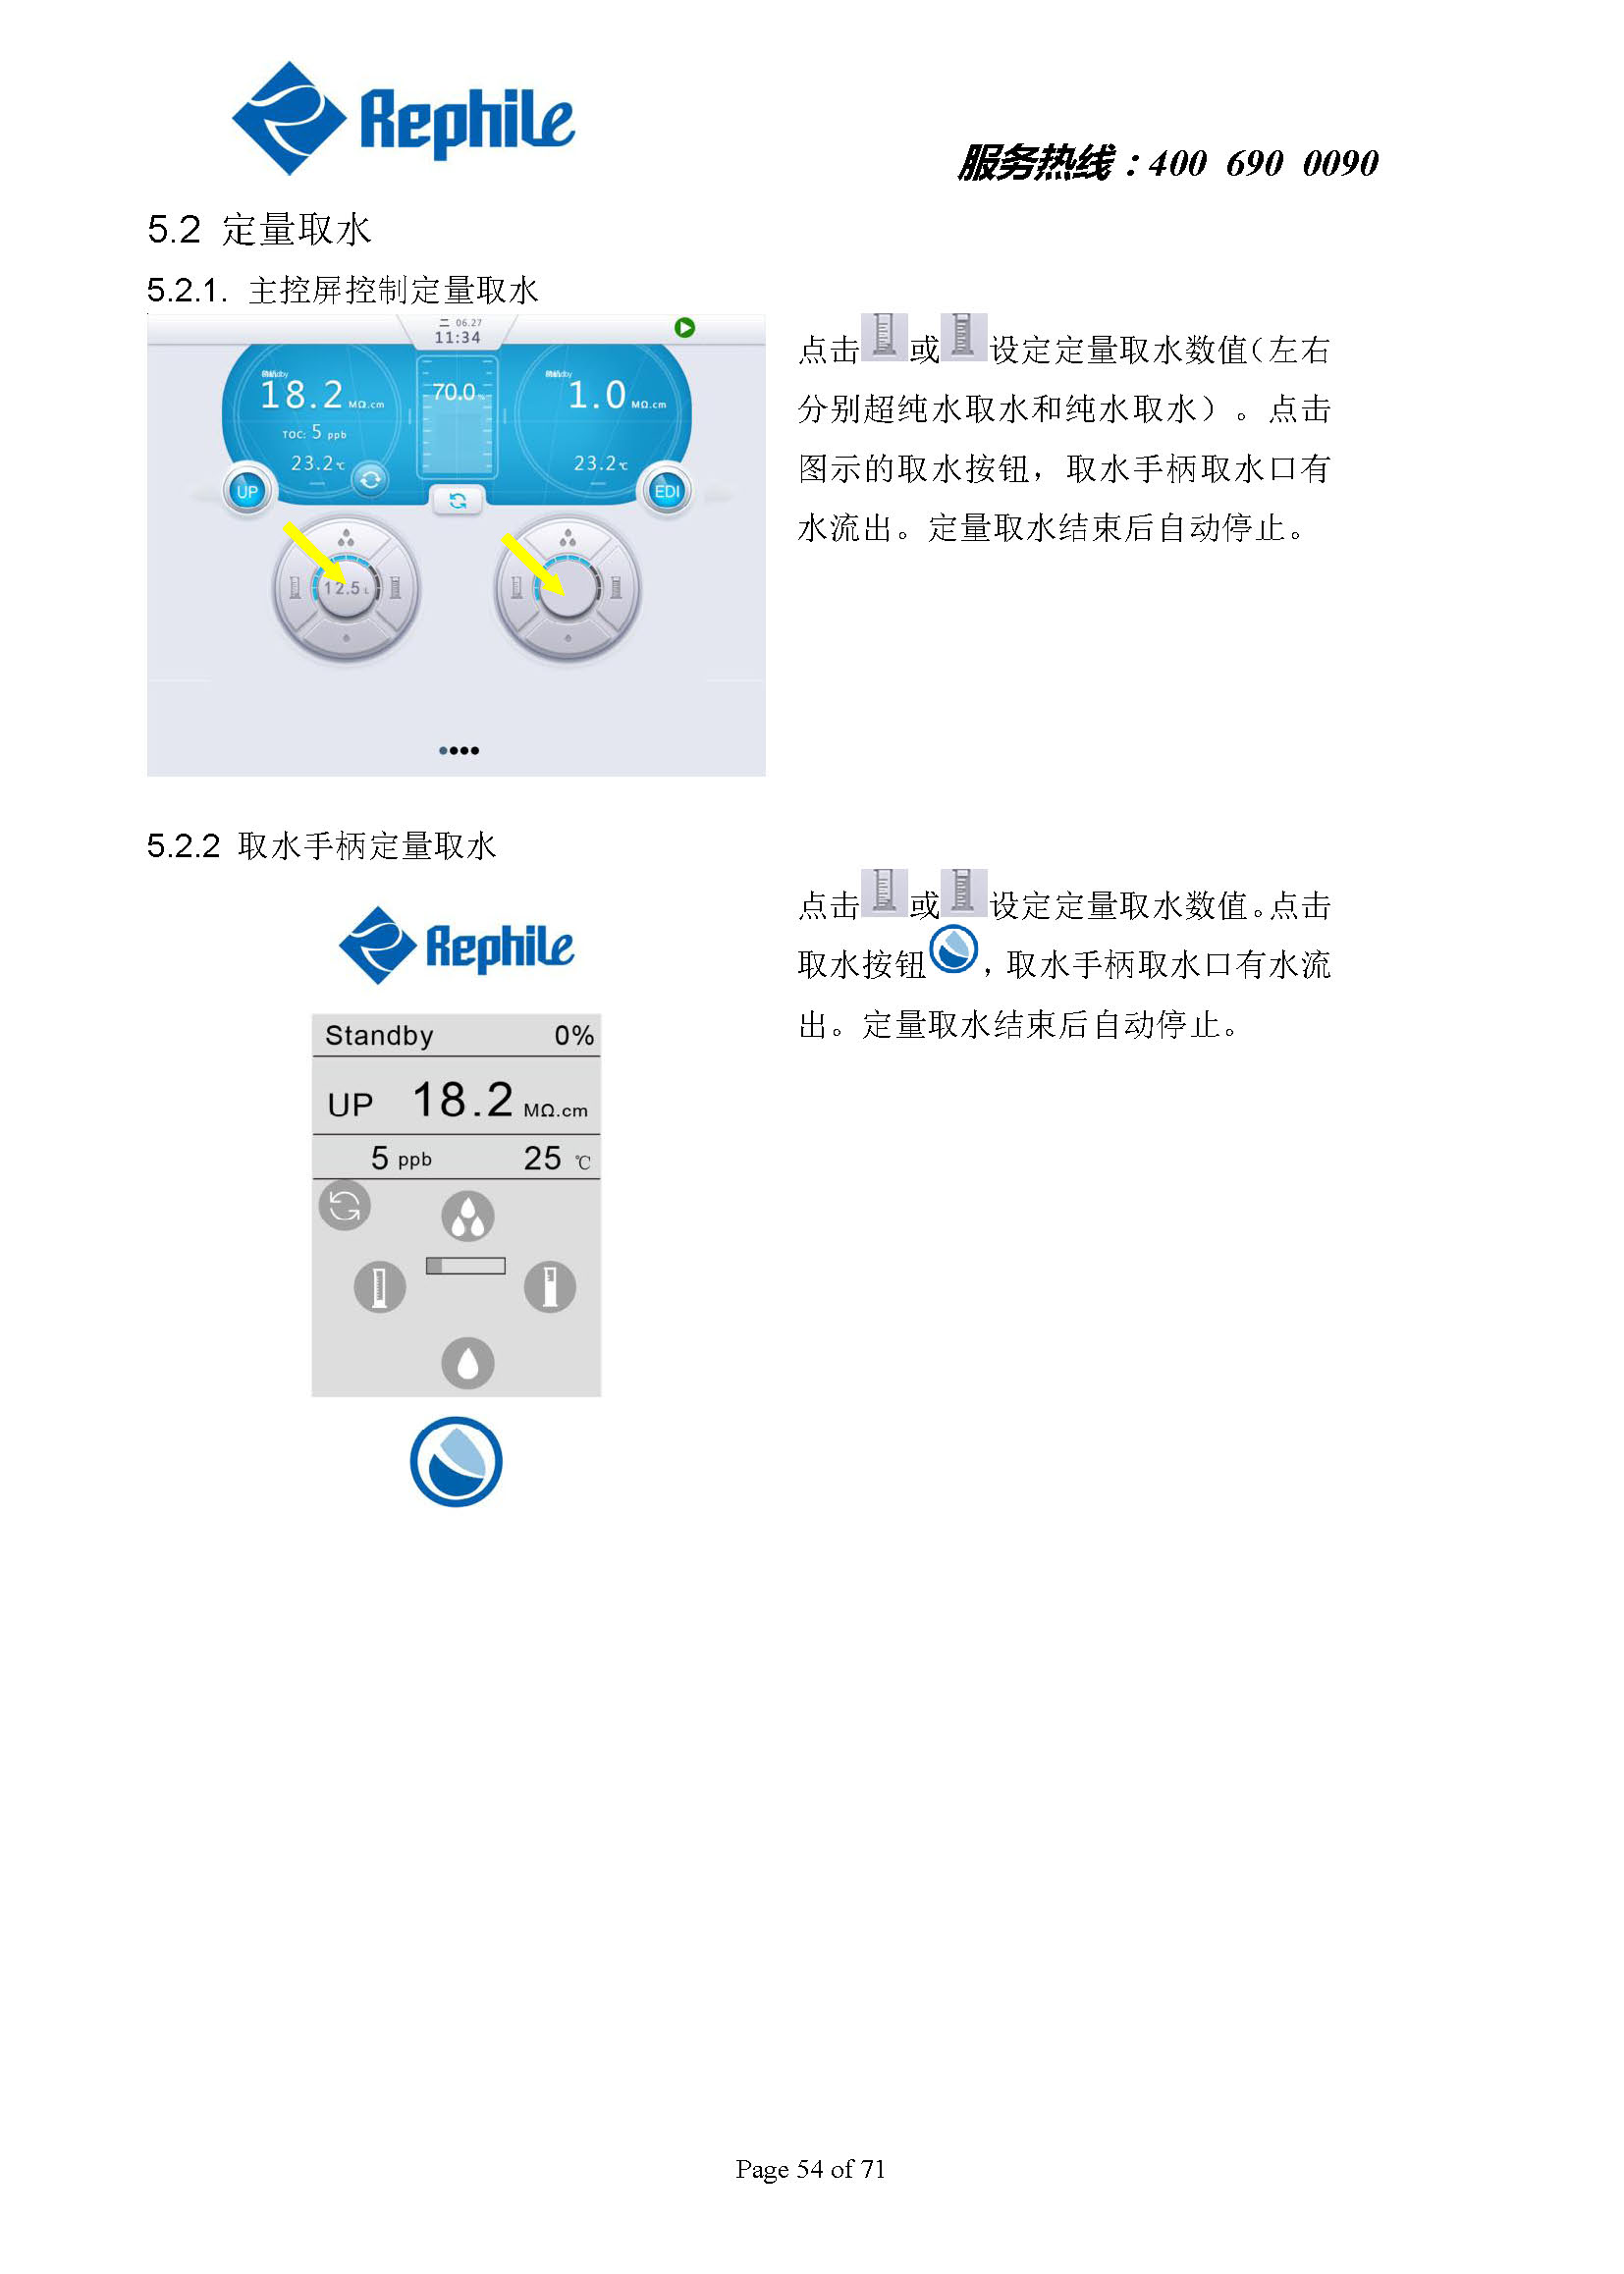 Rephile
服务热线：400 690 0090
5.2 定量取水
5.2.1. 主控屏控制定量取水
二 06.27
11:34
18.2 MΩ.cm
TOC: 5 ppb
23.2℃
70.0%
1.0 MΩ.cm
23.2℃
UP
EDI
12.5 L
点击或设定定量取水数值（左右
分别超纯水取水和纯水取水）。点击
图示的取水按钮，取水手柄取水口有
水流出。定量取水结束后自动停止。
5.2.2 取水手柄定量取水
Rephile
Standby 0%
UP 18.2 MΩ.cm
5 ppb 25 ℃
点击或设定定量取水数值。点击
取水按钮，取水手柄取水口有水流
出。定量取水结束后自动停止。
Page 54 of 71